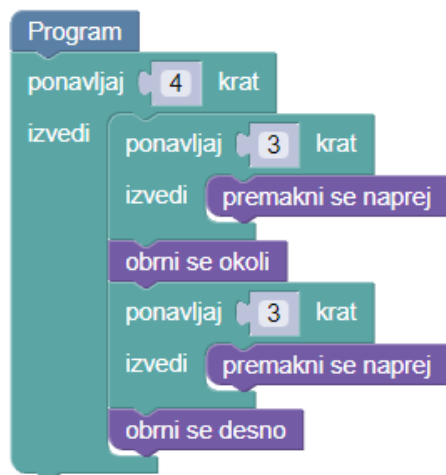 Program
ponavljaj 4 krat
izvedi
ponavljaj 3 krat
izvedi premakni se naprej
obrni se okoli
ponavljaj 3 krat
izvedi premakni se naprej
obrni se desno